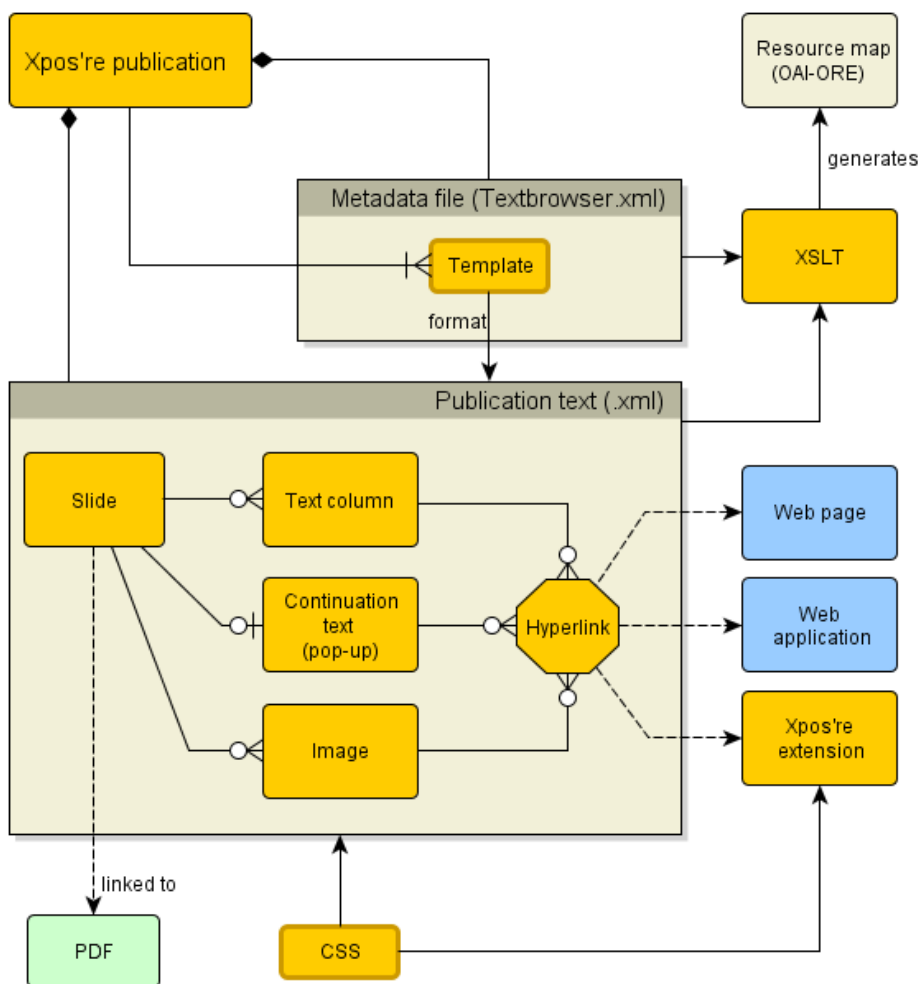 Xpos're publication
Resource map
(OAI-ORE)
generates
Metadata file (Textbrowser.xml)
Template
XSLT
format
Publication text (.xml)
Slide
Text column
Web page
Continuation
text
(pop-up)
Hyperlink
Web
application
Image
Xpos're
extension
linked to
PDF
CSS